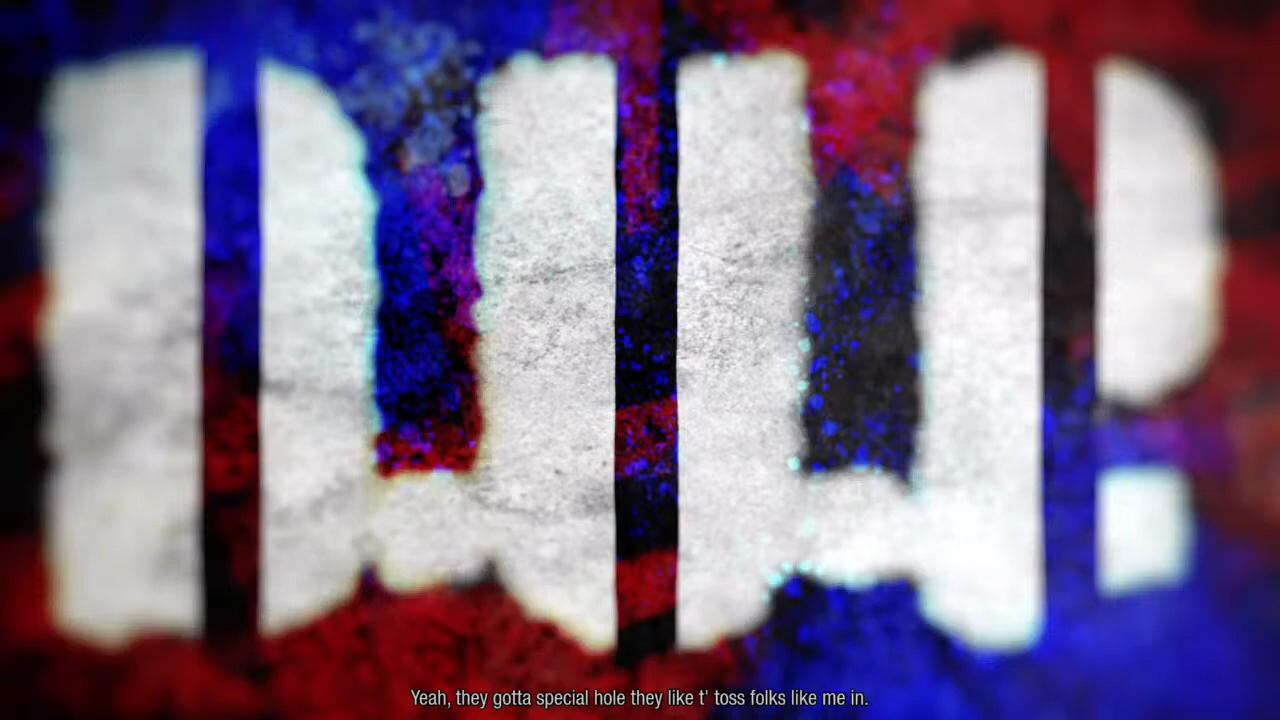 Yeah, they gotta special hole they like t' toss folks like me in.